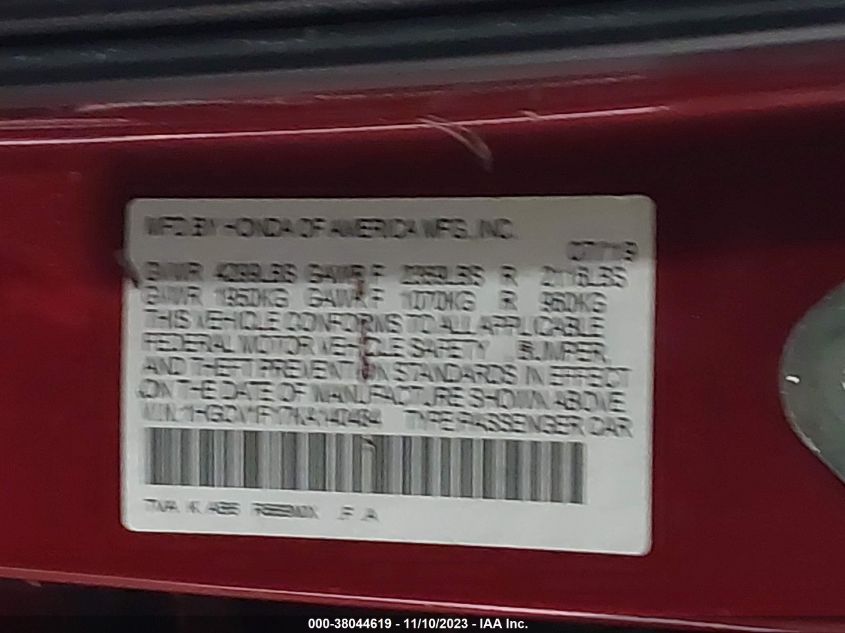 MFD. BY HONDA OF AMERICA MFG., INC.
07/19
GVWR 4299LBS GAWR F 2359LBS R 2116LBS
GVWR 1950KG GAWR F 1070KG R 960KG
THIS VEHICLE CONFORMS TO ALL APPLICABLE
FEDERAL MOTOR VEHICLE SAFETY, BUMPER,
AND THEFT PREVENTION STANDARDS IN EFFECT
ON THE DATE OF MANUFACTURE SHOWN ABOVE
TYPE:PASSENGER CAR
000-38044619 - 11/10/2023 - IAA Inc.